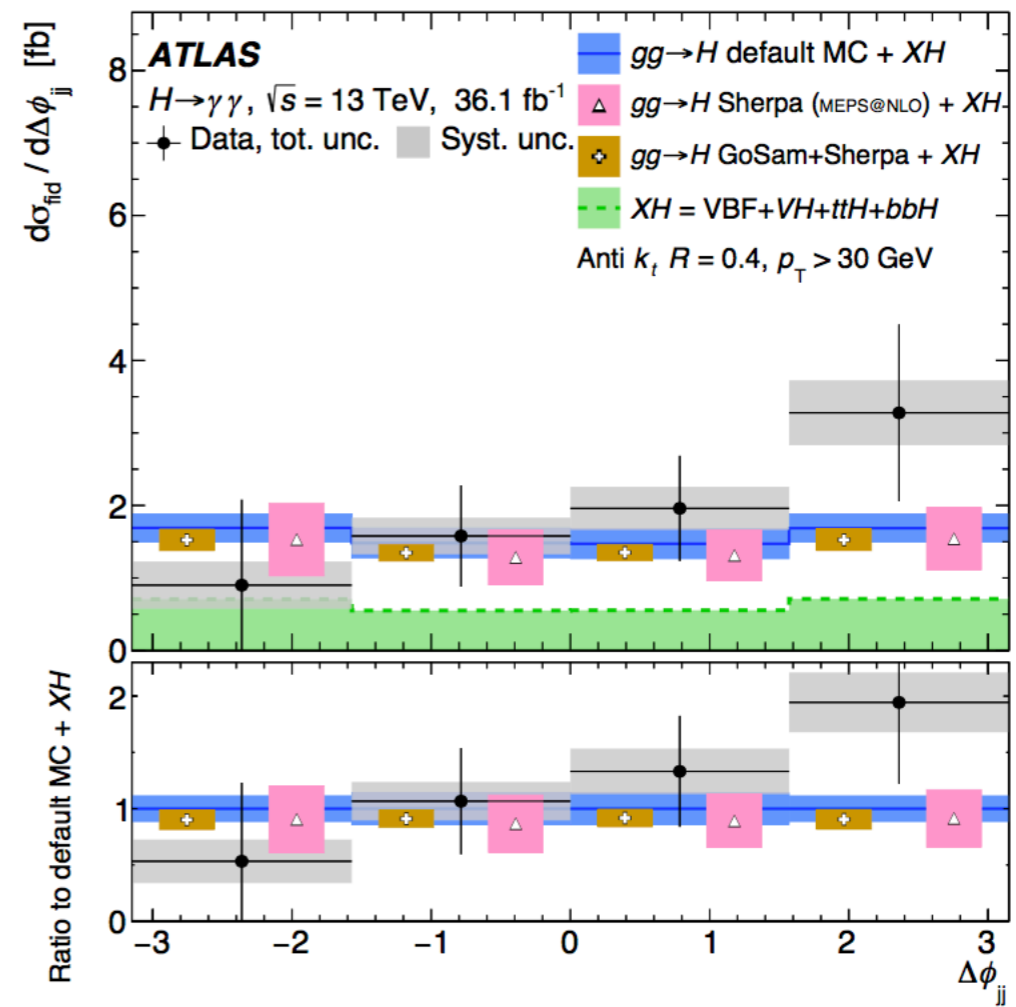 dσfid / dΔϕjj [fb]
ATLAS
H→γγ, √s = 13 TeV, 36.1 fb⁻¹
Data, tot. unc. Syst. unc.
gg→H default MC + XH
gg→H Sherpa (MEPS@NLO) + XH
gg→H GoSam+Sherpa + XH
XH = VBF+VH+ttH+bbH
Anti kt R = 0.4, pT > 30 GeV
8
6
4
2
0
Ratio to default MC + XH
2
1
0
−3 −2 −1 0 1 2 3
Δϕjj